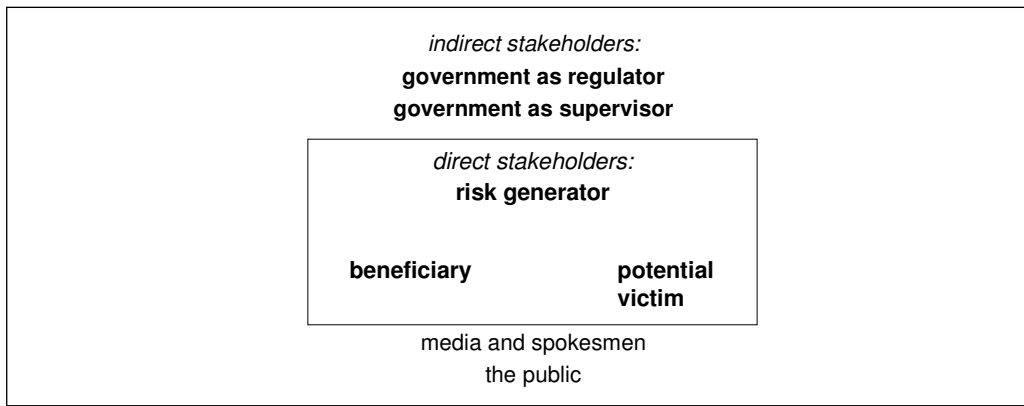 indirect stakeholders:
government as regulator
government as supervisor
direct stakeholders:
risk generator
beneficiary
potential
victim
media and spokesmen
the public